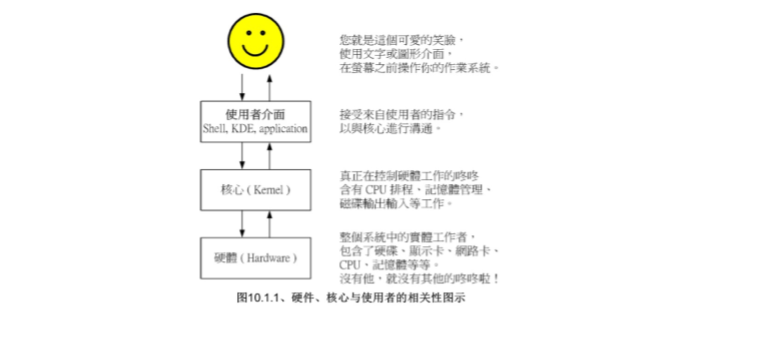 您就是這個可愛的笑臉，
使用文字或圖形介面，
在螢幕之前操作你的作業系統。
使用者介面
Shell, KDE, application
接受來自使用者的指令，
以與核心進行溝通。
核心 ( Kernel )
真正在控制硬體工作的咚咚
含有 CPU 排程、記憶體管理、
磁碟輸出輸入等工作。
硬體 ( Hardware )
整個系統中的實體工作者，
包含了硬碟、顯示卡、網路卡、
CPU、記憶體等等。
沒有他，就沒有其他的咚咚啦！
图10.1.1、硬件、核心与使用者的相关性图示